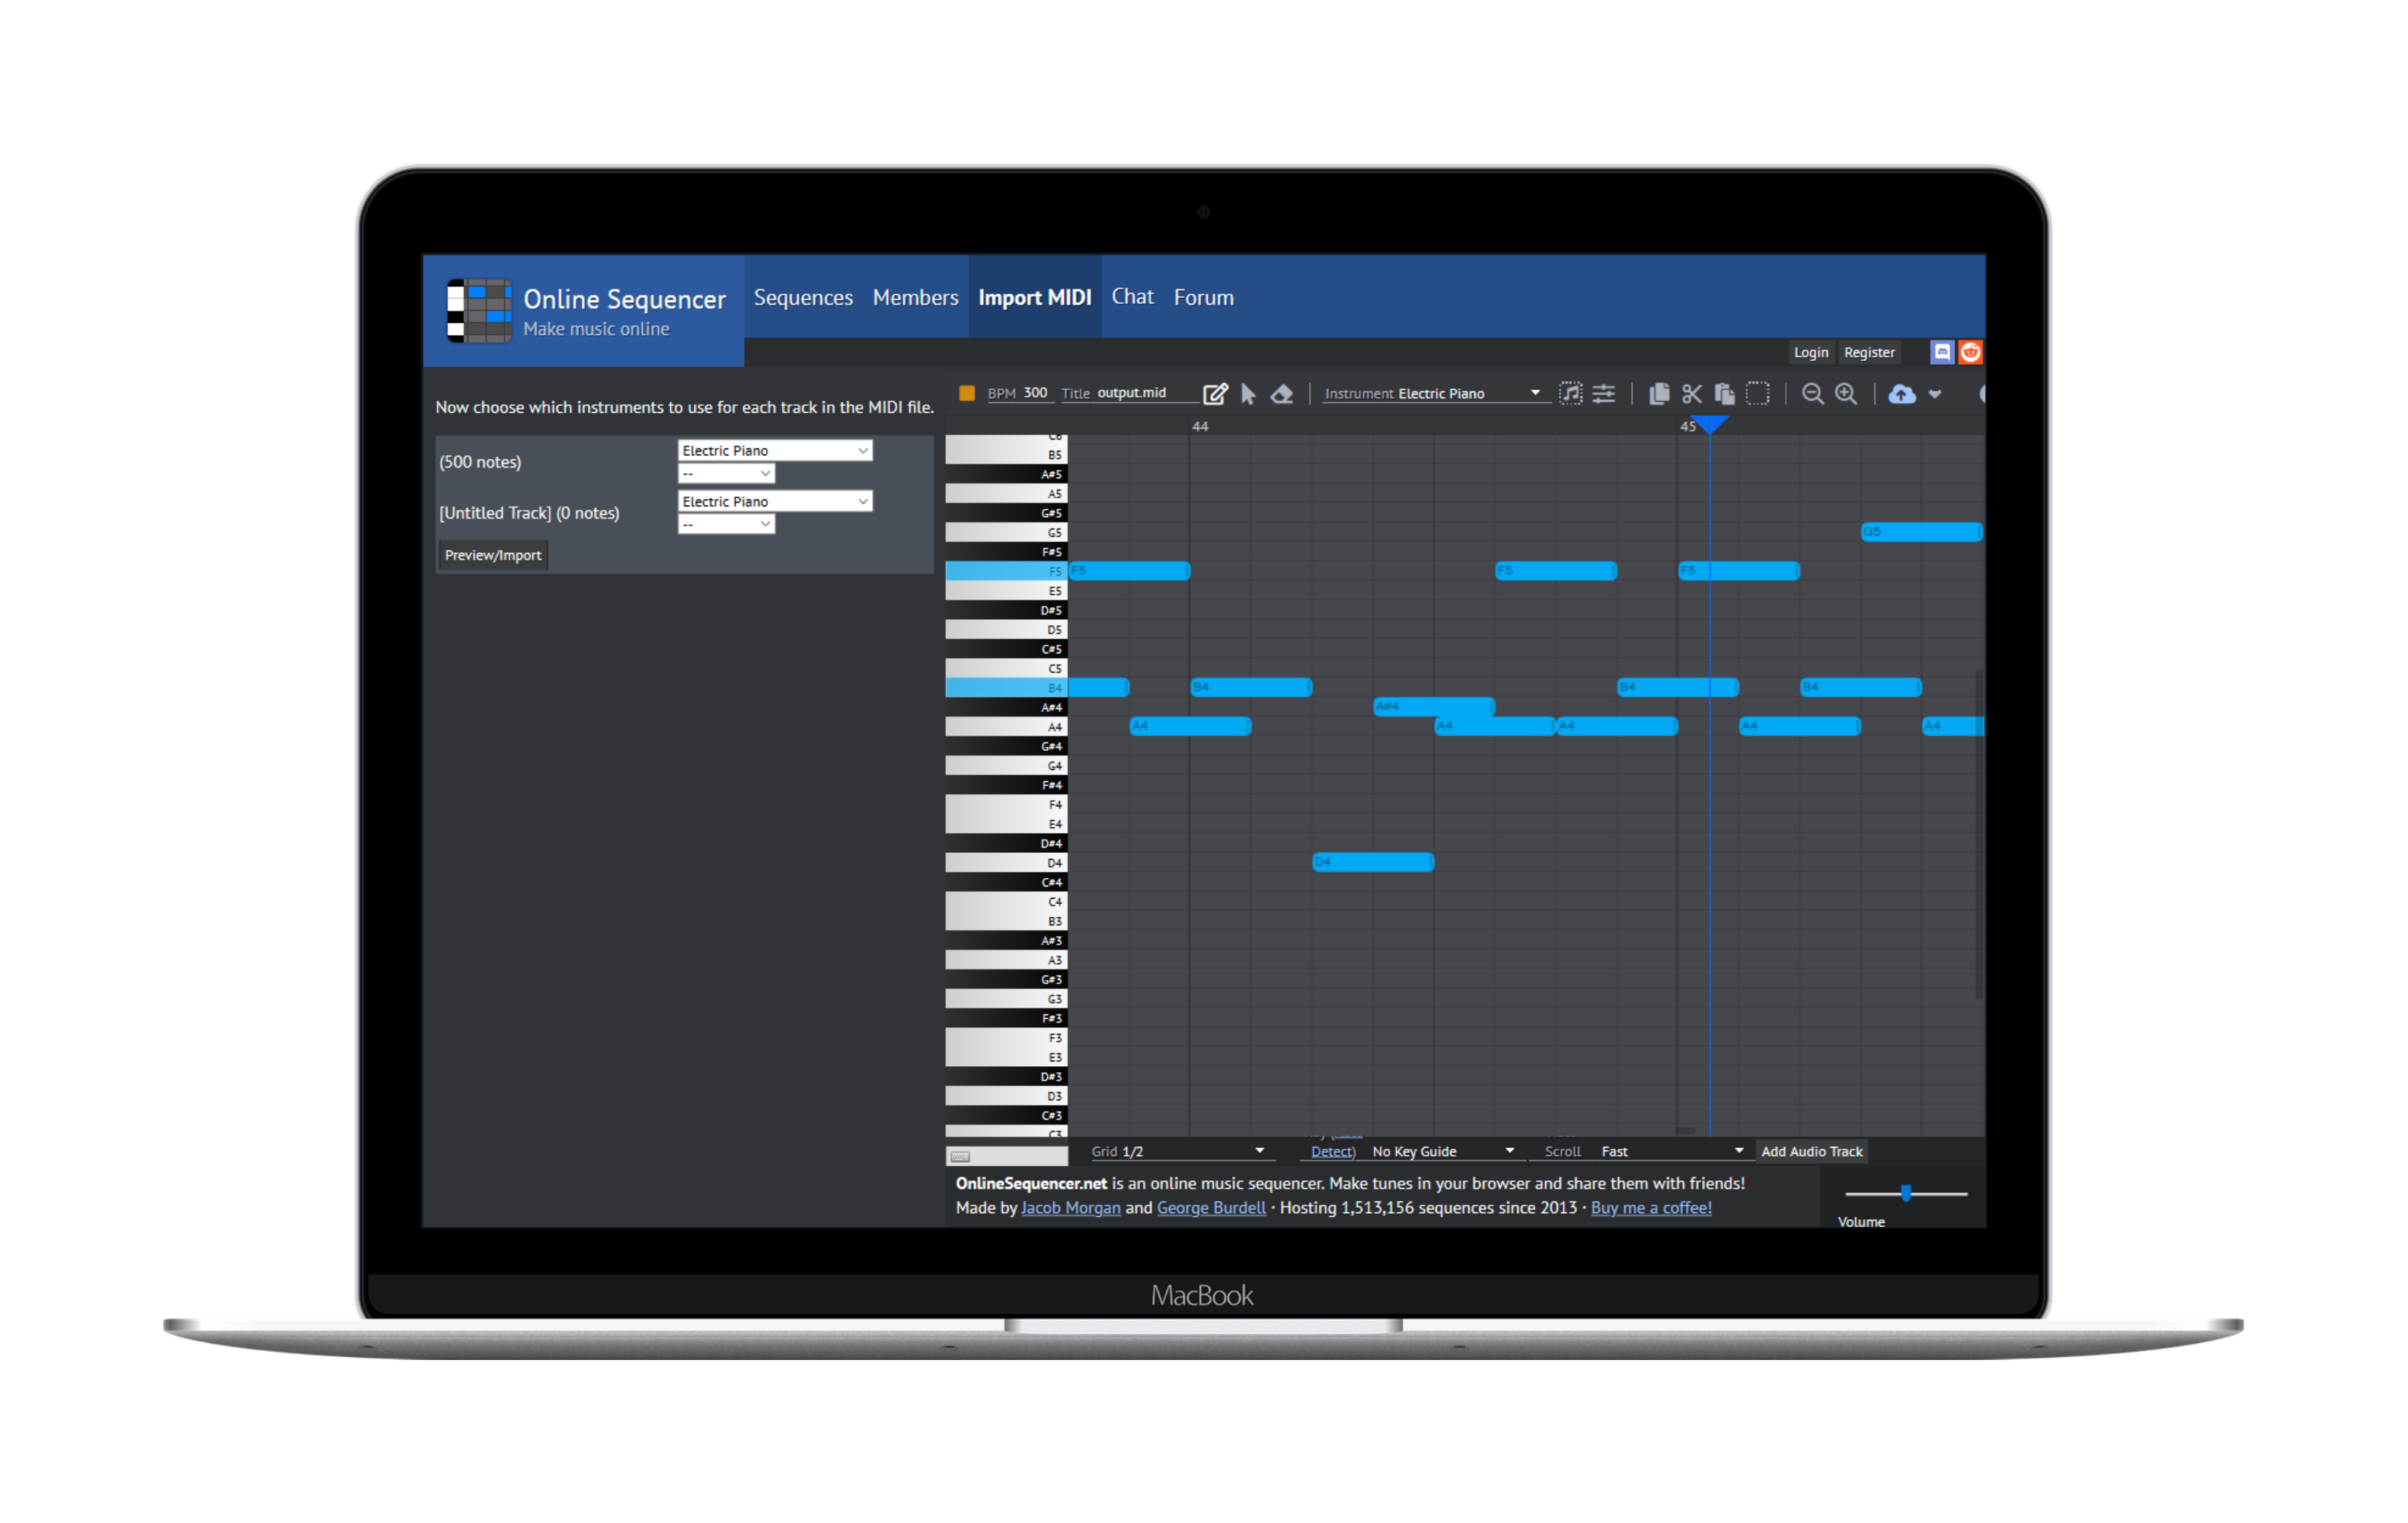 Online Sequencer
Make music online
Sequences Members Import MIDI Chat Forum
Login Register
Now choose which instruments to use for each track in the MIDI file.
(500 notes)
Electric Piano
--
[Untitled Track] (0 notes)
Electric Piano
--
Preview/Import
BPM 300 Title output.mid Instrument Electric Piano
44 45
C6
B5
A#5
A5
G#5
G5 G5
F#5
F5 F5 F5 F5
E5
D#5
D5
C#5
C5
B4 B4 B4 B4
A#4 A#4
A4 A4 A4 A4 A4 A4
G#4
G4
F#4
F4
E4
D#4
D4 D4
C#4
C4
B3
A#3
A3
G#3
G3
F#3
F3
E3
D#3
D3
C#3
C3
Grid 1/2 Detect) No Key Guide Scroll Fast Add Audio Track
OnlineSequencer.net is an online music sequencer. Make tunes in your browser and share them with friends!
Made by Jacob Morgan and George Burdell · Hosting 1,513,156 sequences since 2013 · Buy me a coffee!
Volume
MacBook